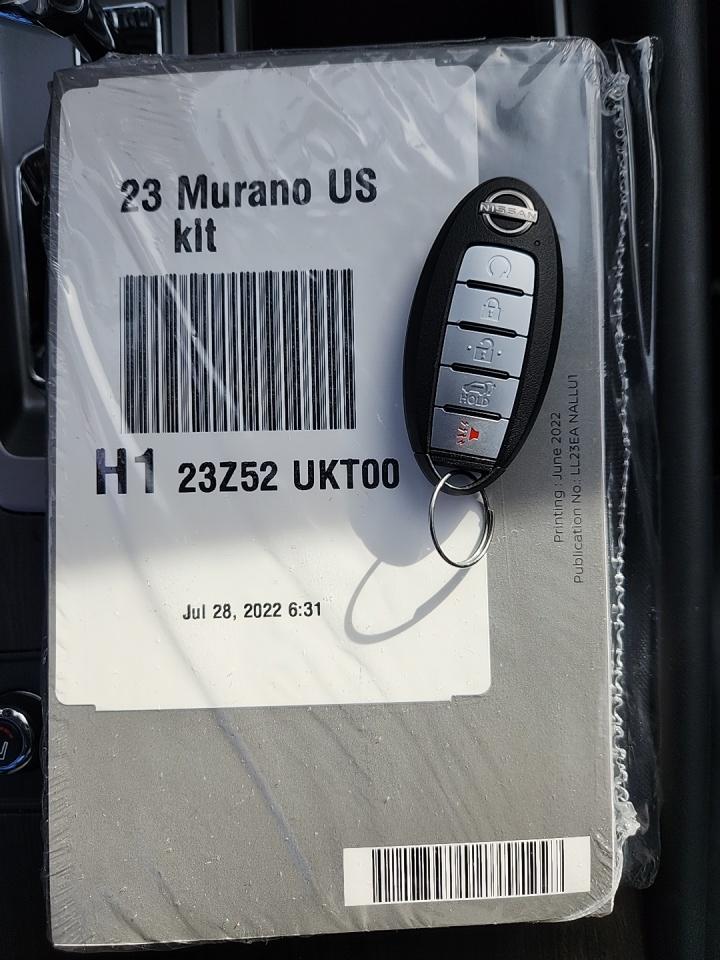 23 Murano US
kit
H1 23Z52 UKT00
Jul 28, 2022 6:31
NISSAN
HOLD
Printing : June 2022
Publication No.: LL23EA NALLU1